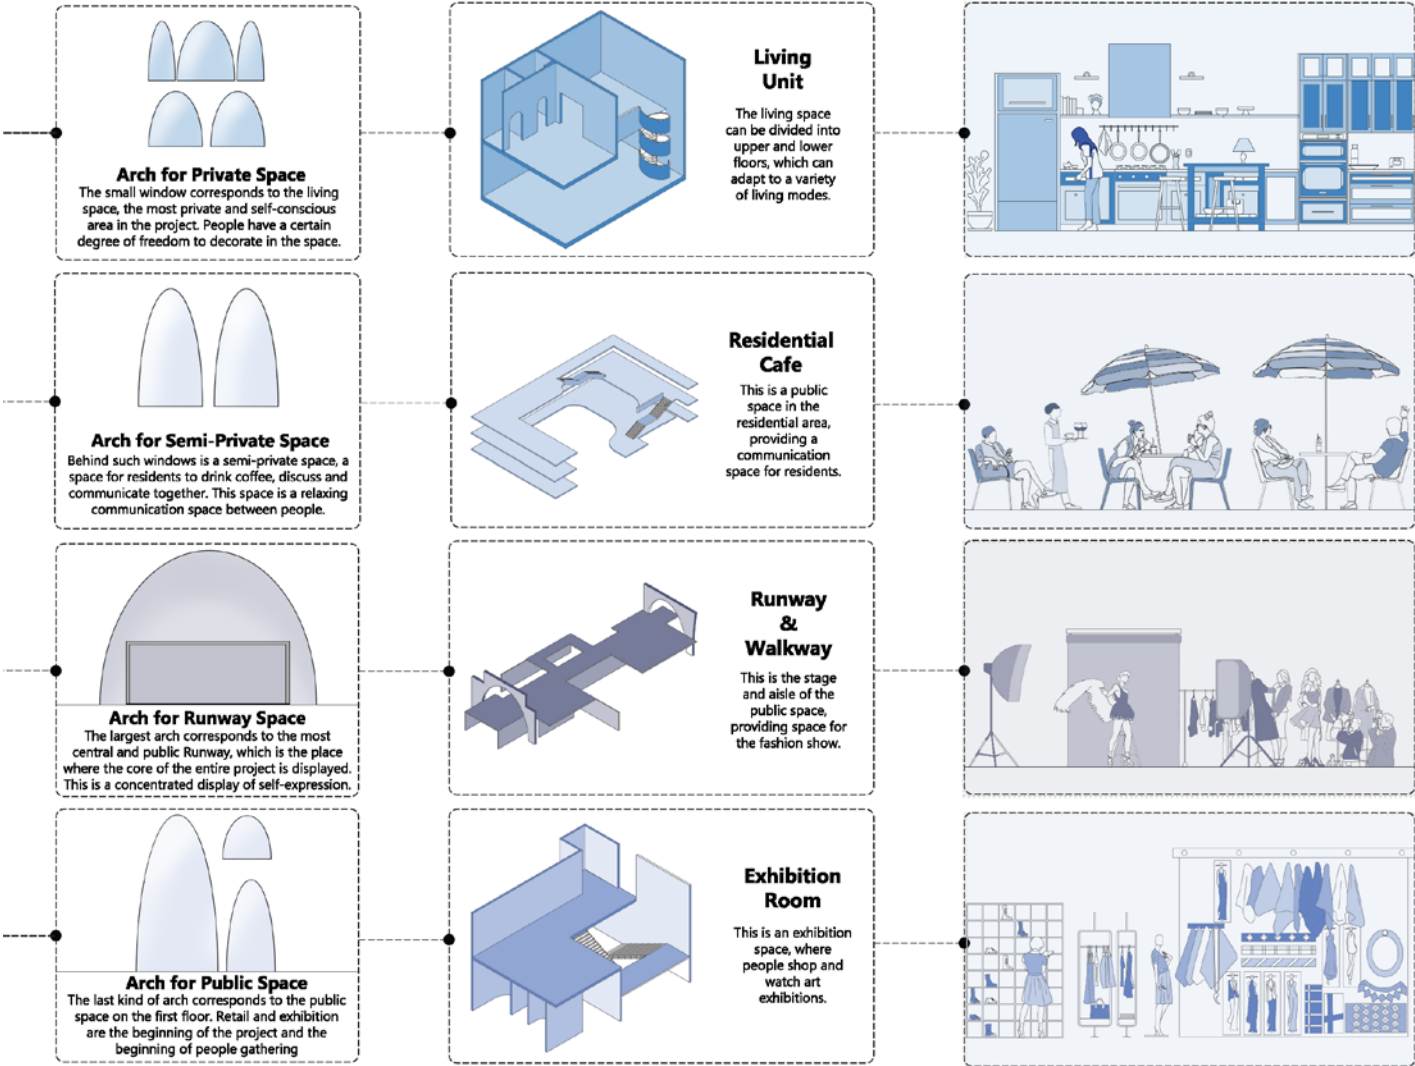 Arch for Private Space
The small window corresponds to the living
space, the most private and self-conscious
area in the project. People have a certain
degree of freedom to decorate in the space.
Living
Unit
The living space
can be divided into
upper and lower
floors, which can
adapt to a variety
of living modes.
Arch for Semi-Private Space
Behind such windows is a semi-private space, a
space for residents to drink coffee, discuss and
communicate together. This space is a relaxing
communication space between people.
Residential
Cafe
This is a public
space in the
residential area,
providing a
communication
space for residents.
Arch for Runway Space
The largest arch corresponds to the most
central and public Runway, which is the place
where the core of the entire project is displayed.
This is a concentrated display of self-expression.
Runway
&
Walkway
This is the stage
and aisle of the
public space,
providing space for
the fashion show.
Arch for Public Space
The last kind of arch corresponds to the public
space on the first floor. Retail and exhibition
are the beginning of the project and the
beginning of people gathering
Exhibition
Room
This is an exhibition
space, where
people shop and
watch art
exhibitions.